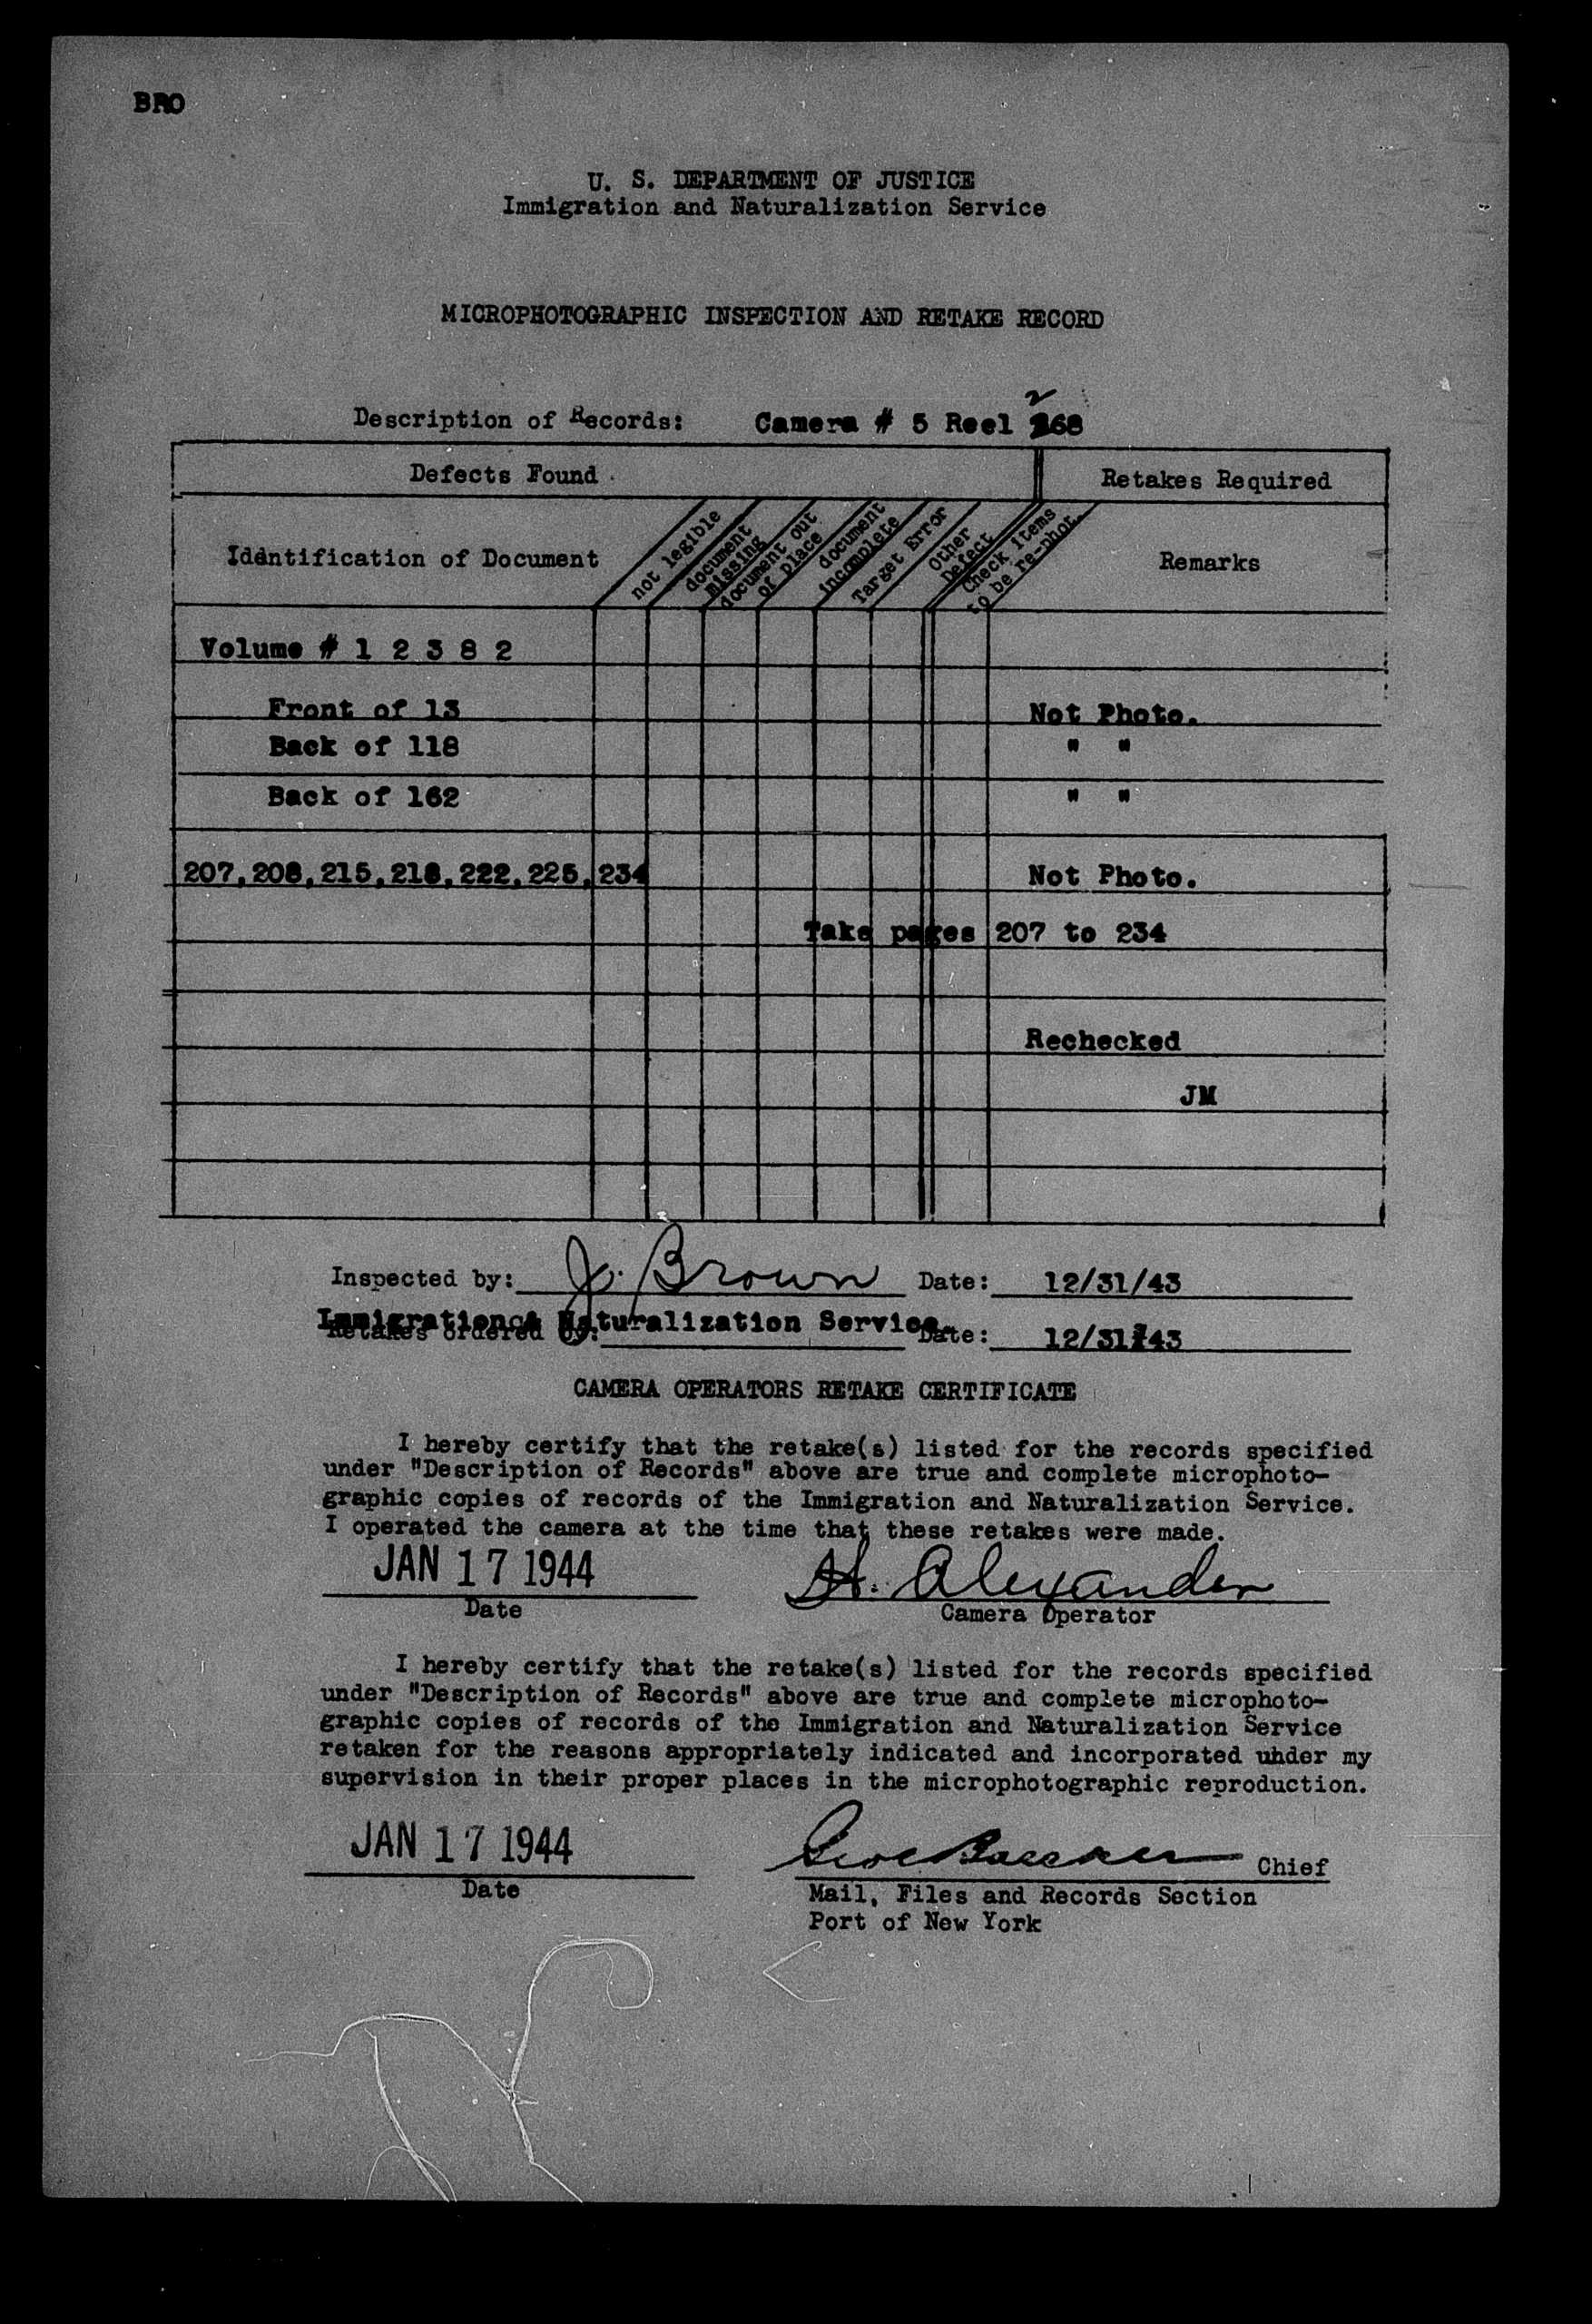 BRO
U. S. DEPARTMENT OF JUSTICE
Immigration and Naturalization Service
MICROPHOTOGRAPHIC INSPECTION AND RETAKE RECORD
2
Description of Records: Camera # 5 Reel 268
Defects Found
Retakes Required
Identification of Document
not legible
document missing
document out of place
document incomplete
Target Error
Other Defect
Check items to be re-phot.
Remarks
Volume # 1 2 3 8 2
Front of 13 Not Photo.
Back of 118 " "
Back of 162 " "
207,208,215,218,222,225,234 Not Photo.
Take pages 207 to 234
Rechecked
JM
Inspected by: J. Brown Date: 12/31/43
Immigration & Naturalization Service.
Retakes ordered by: Date: 12/31/43
CAMERA OPERATORS RETAKE CERTIFICATE
I hereby certify that the retake(s) listed for the records specified
under "Description of Records" above are true and complete microphoto-
graphic copies of records of the Immigration and Naturalization Service.
I operated the camera at the time that these retakes were made.
JAN 17 1944 H. Alexander
Date Camera Operator
I hereby certify that the retake(s) listed for the records specified
under "Description of Records" above are true and complete microphoto-
graphic copies of records of the Immigration and Naturalization Service
retaken for the reasons appropriately indicated and incorporated under my
supervision in their proper places in the microphotographic reproduction.
JAN 17 1944 Chief
Date
Mail, Files and Records Section
Port of New York